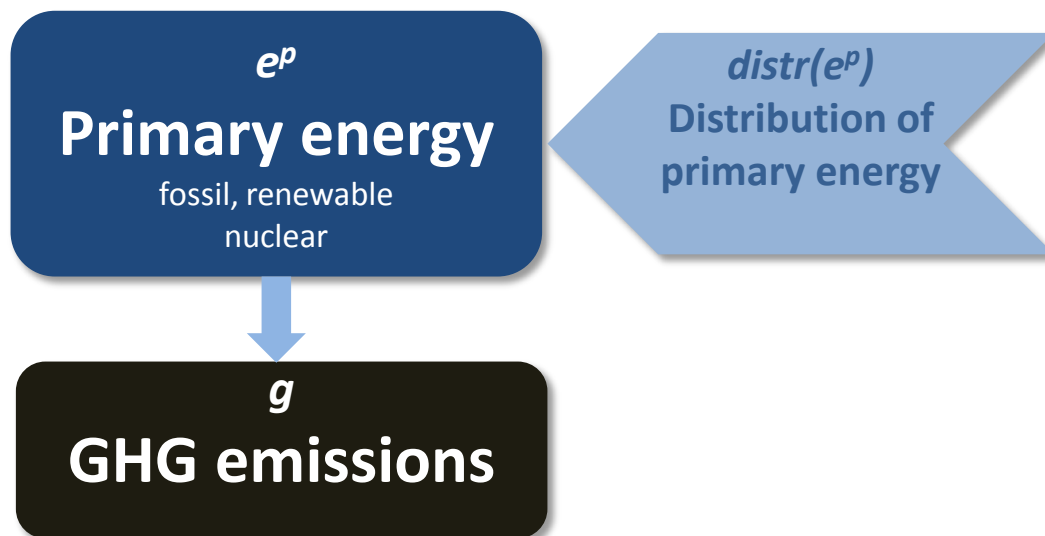 eᵖ
Primary energy
fossil, renewable
nuclear
distr(eᵖ)
Distribution of
primary energy
g
GHG emissions